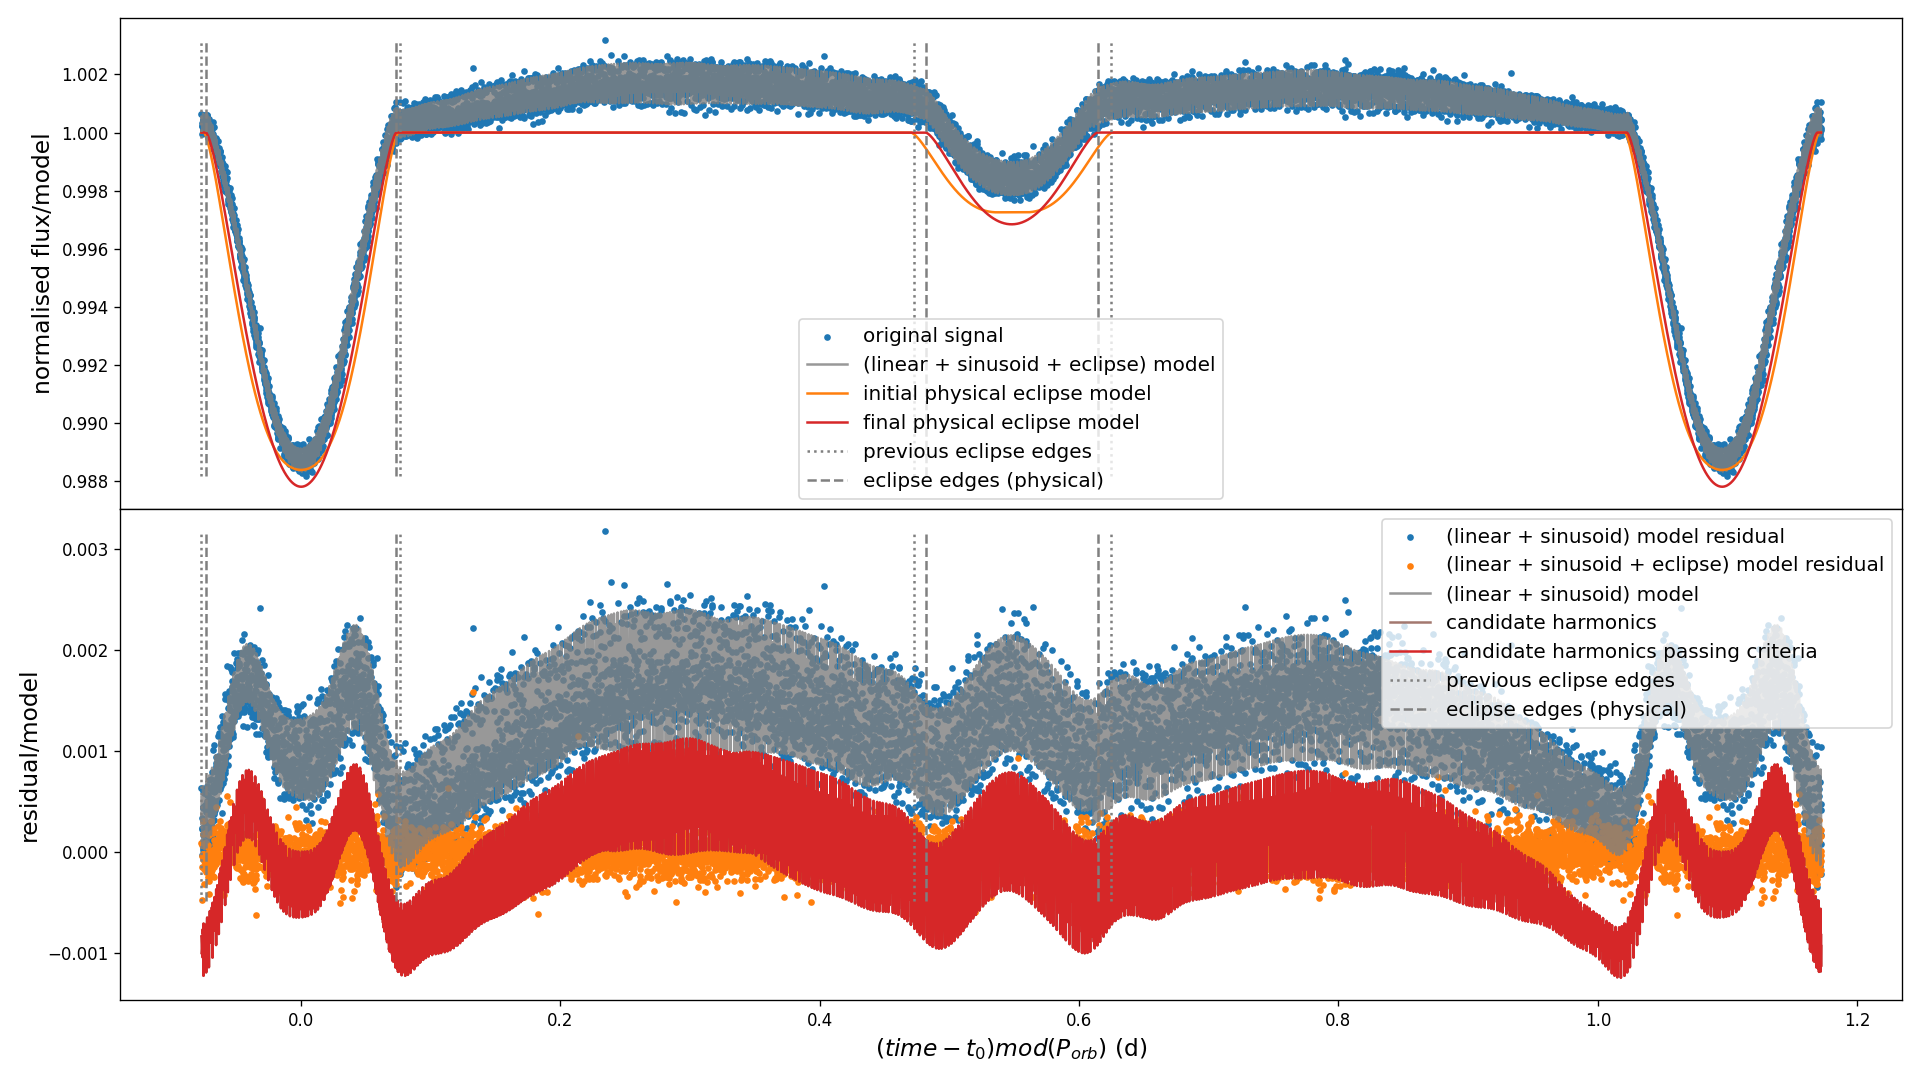 normalised flux/model
1.002
1.000
0.998
0.996
0.994
0.992
0.990
0.988
original signal
(linear + sinusoid + eclipse) model
initial physical eclipse model
final physical eclipse model
previous eclipse edges
eclipse edges (physical)
residual/model
0.003
0.002
0.001
0.000
−0.001
(linear + sinusoid) model residual
(linear + sinusoid + eclipse) model residual
(linear + sinusoid) model
candidate harmonics
candidate harmonics passing criteria
previous eclipse edges
eclipse edges (physical)
0.0 0.2 0.4 0.6 0.8 1.0 1.2
(time − t₀)mod(P_orb) (d)